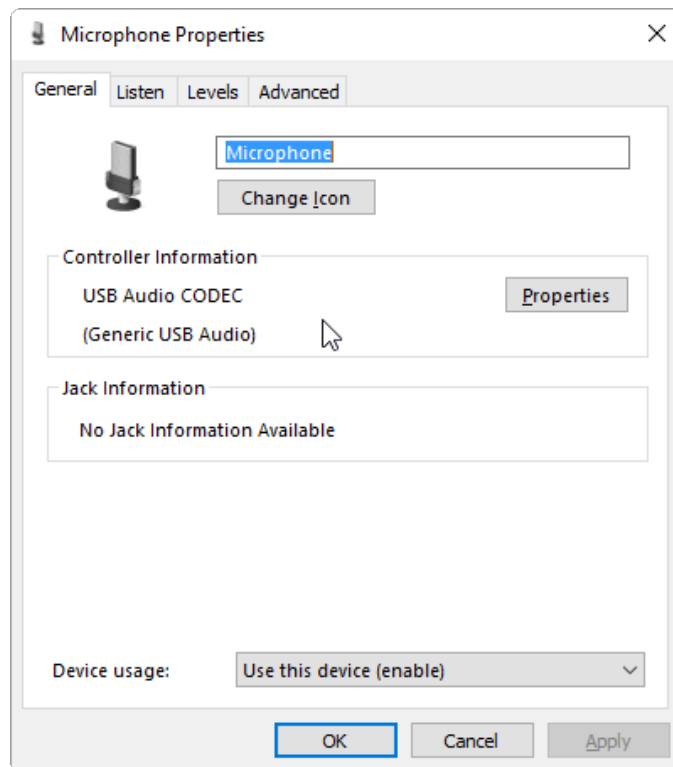 Microphone Properties
General Listen Levels Advanced
Microphone
Change Icon
Controller Information
USB Audio CODEC
Properties
(Generic USB Audio)
Jack Information
No Jack Information Available
Device usage: Use this device (enable)
OK Cancel Apply